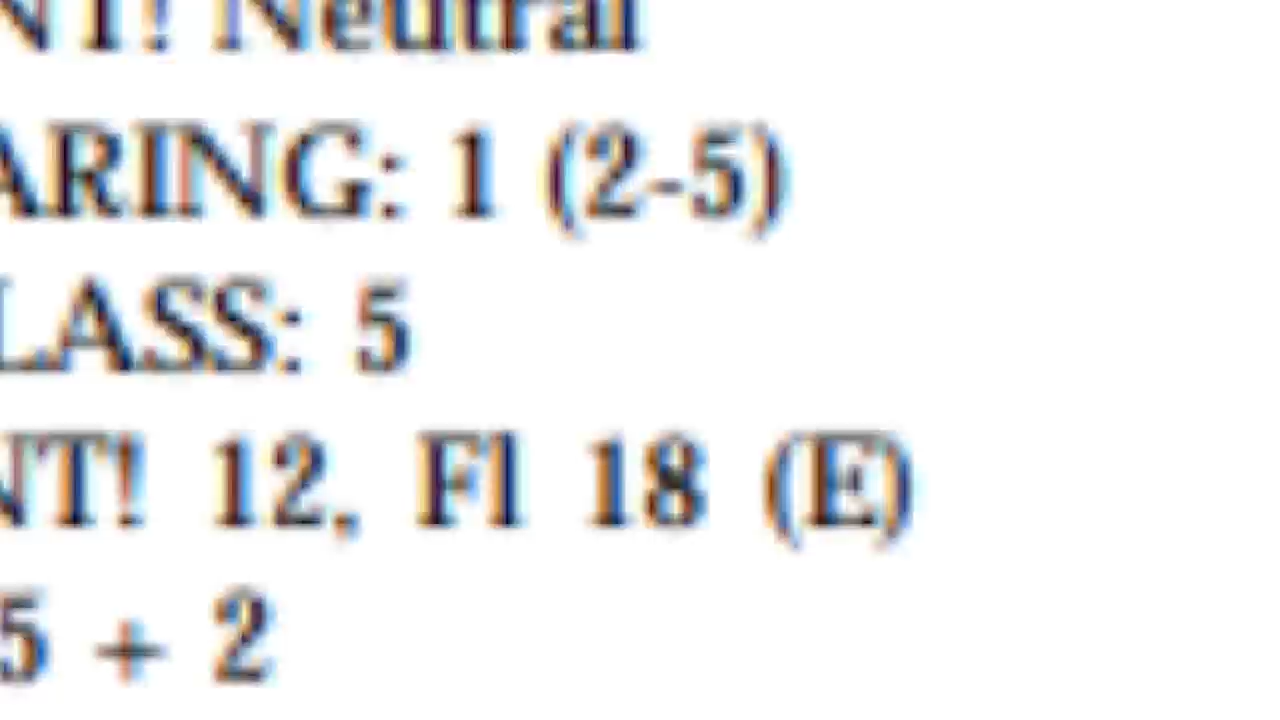 NT! Neutral
ARING: 1 (2-5)
LASS: 5
NT! 12, Fl 18 (E)
5 + 2